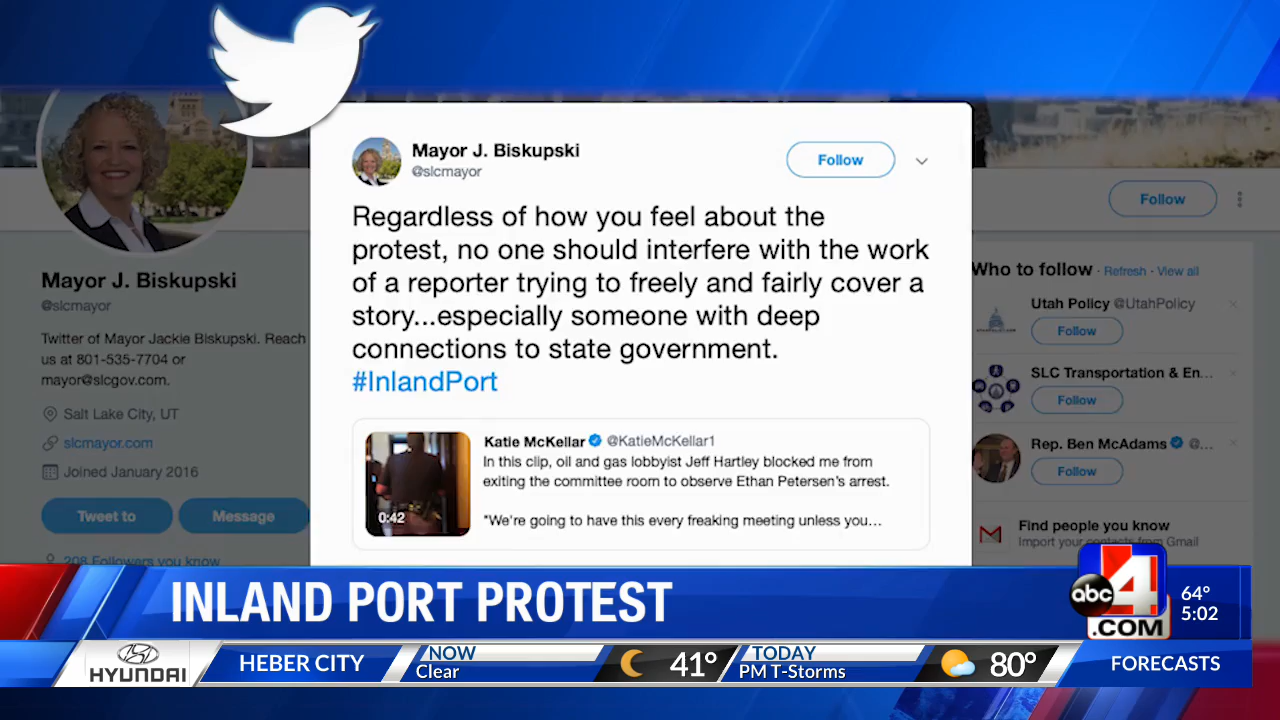 Mayor J. Biskupski
@slcmayor
Follow
Regardless of how you feel about the
protest, no one should interfere with the work
of a reporter trying to freely and fairly cover a
story...especially someone with deep
connections to state government.
#InlandPort
Katie McKellar @KatieMcKellar1
In this clip, oil and gas lobbyist Jeff Hartley blocked me from
exiting the committee room to observe Ethan Petersen's arrest.
"We're going to have this every freaking meeting unless you...
0:42
Mayor J. Biskupski
@slcmayor
Twitter of Mayor Jackie Biskupski. Reach
us at 801-535-7704 or
mayor@slcgov.com.
Salt Lake City, UT
slcmayor.com
Joined January 2016
Tweet to
Message
208 Followers you know
Follow
Who to follow · Refresh · View all
Utah Policy @UtahPolicy
Follow
SLC Transportation & En...
Follow
Rep. Ben McAdams @...
Follow
Find people you know
Import your contacts from Gmail
INLAND PORT PROTEST
abc 4
.COM
64°
5:02
HYUNDAI
HEBER CITY
NOW
Clear
41°
TODAY
PM T-Storms
80°
FORECASTS